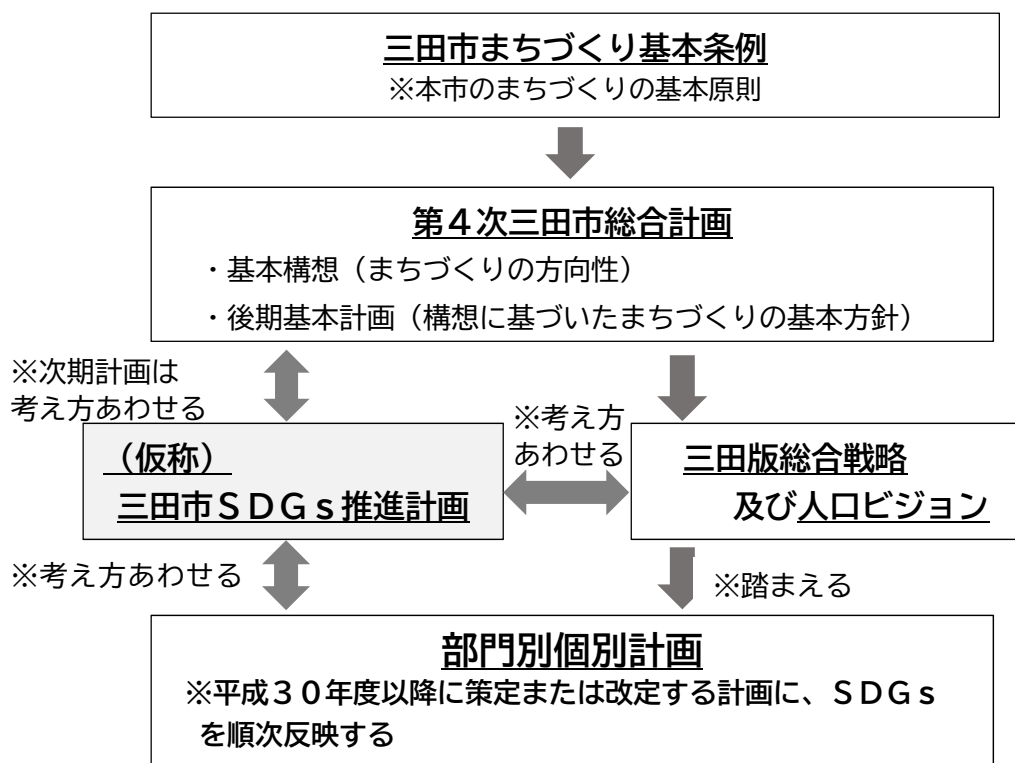 三田市まちづくり基本条例
※本市のまちづくりの基本原則
第４次三田市総合計画
・基本構想（まちづくりの方向性）
・後期基本計画（構想に基づいたまちづくりの基本方針）
※次期計画は
考え方あわせる
※考え方
あわせる
（仮称）
三田市ＳＤＧｓ推進計画
三田版総合戦略
及び人口ビジョン
※考え方あわせる
※踏まえる
部門別個別計画
※平成３０年度以降に策定または改定する計画に、ＳＤＧｓ
を順次反映する